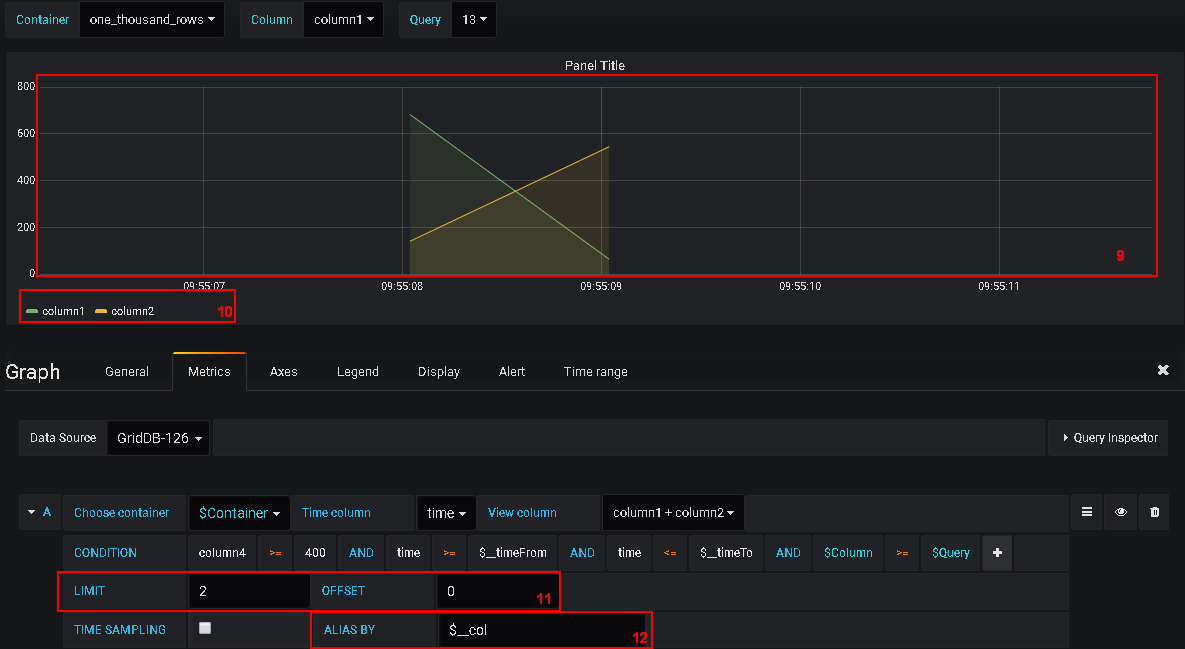 Container one_thousand_rows Column column1 Query 13
Panel Title
800
600
400
200
0
9
09:55:07 09:55:08 09:55:09 09:55:10 09:55:11
column1 column2 10
Graph General Metrics Axes Legend Display Alert Time range
Data Source GridDB-126 Query Inspector
A Choose container $Container Time column time View column column1 + column2
CONDITION column4 >= 400 AND time >= $__timeFrom AND time <= $__timeTo AND $Column >= $Query +
LIMIT 2 OFFSET 0 11
TIME SAMPLING ALIAS BY $__col 12